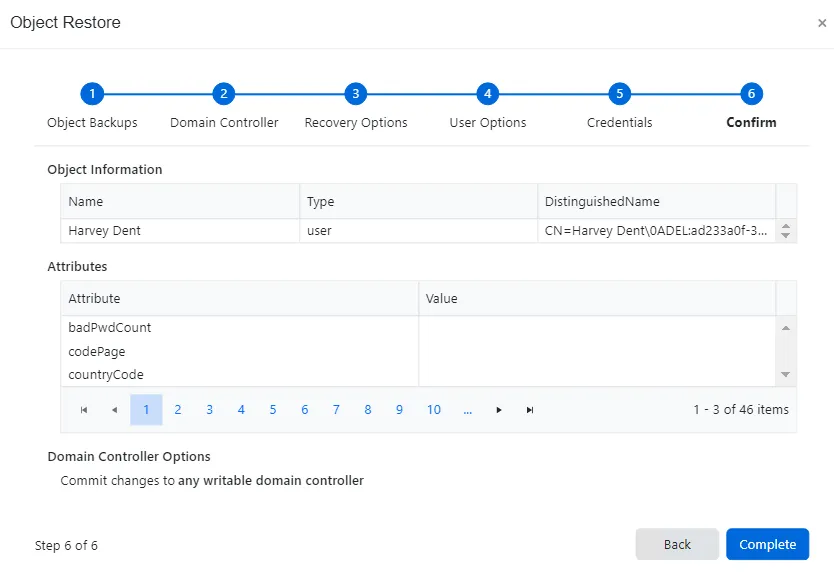 Object Restore ×
1 2 3 4 5 6
Object Backups Domain Controller Recovery Options User Options Credentials Confirm
Object Information
Name Type DistinguishedName
Harvey Dent user CN=Harvey Dent\0ADEL:ad233a0f-3...
Attributes
Attribute Value
badPwdCount
codePage
countryCode
1 2 3 4 5 6 7 8 9 10 ... 1 - 3 of 46 items
Domain Controller Options
Commit changes to any writable domain controller
Step 6 of 6 Back Complete